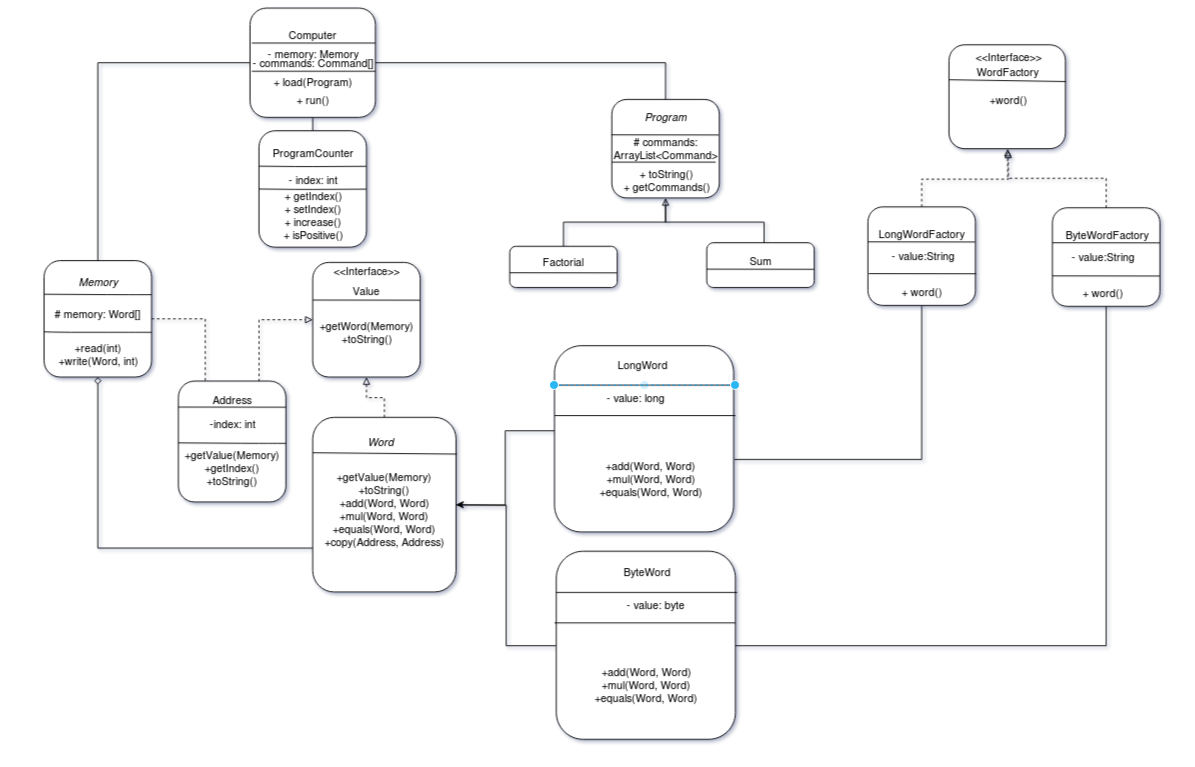 Computer
- memory: Memory
- commands: Command[]
+ load(Program)
+ run()
ProgramCounter
- index: int
+ getIndex()
+ setIndex()
+ increase()
+ isPositive()
Program
# commands:
ArrayList<Command>
+ toString()
+ getCommands()
Factorial
Sum
<<Interface>>
WordFactory
+word()
LongWordFactory
- value:String
+ word()
ByteWordFactory
- value:String
+ word()
Memory
# memory: Word[]
+read(int)
+write(Word, int)
<<Interface>>
Value
+getWord(Memory)
+toString()
Address
-index: int
+getValue(Memory)
+getIndex()
+toString()
Word
+getValue(Memory)
+toString()
+add(Word, Word)
+mul(Word, Word)
+equals(Word, Word)
+copy(Address, Address)
LongWord
- value: long
+add(Word, Word)
+mul(Word, Word)
+equals(Word, Word)
ByteWord
- value: byte
+add(Word, Word)
+mul(Word, Word)
+equals(Word, Word)